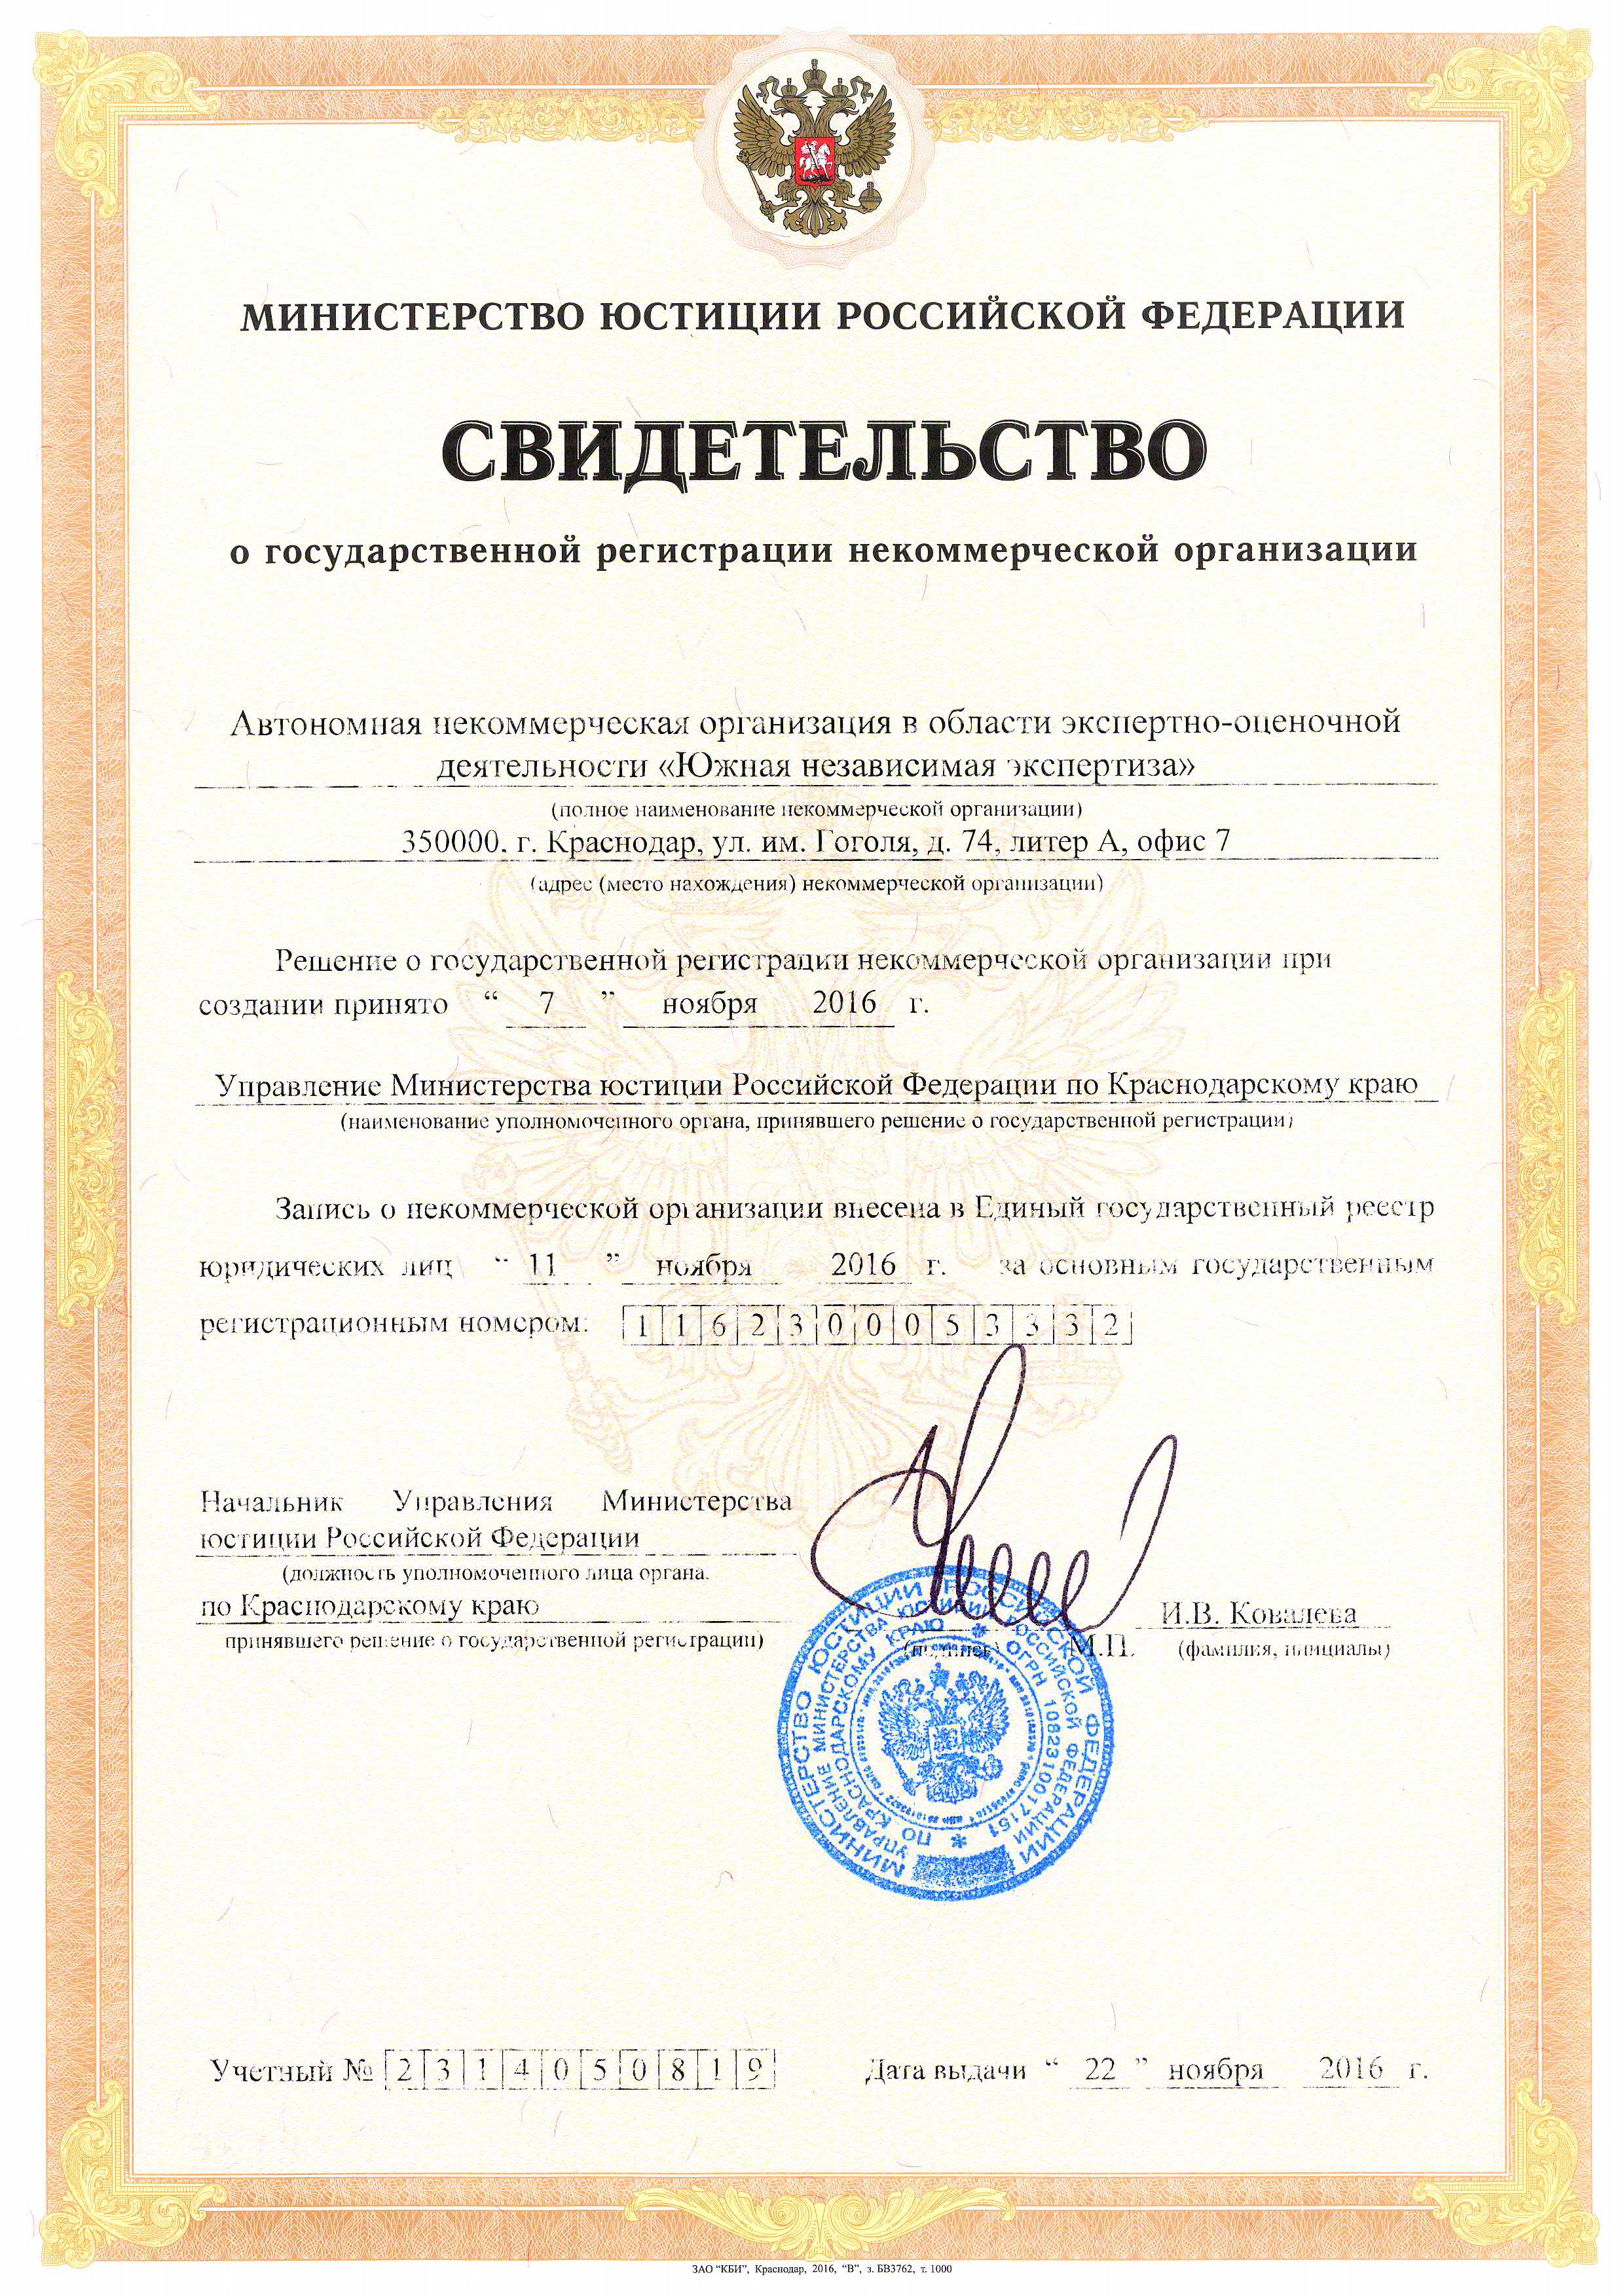 МИНИСТЕРСТВО ЮСТИЦИИ РОССИЙСКОЙ ФЕДЕРАЦИИ
СВИДЕТЕЛЬСТВО
о государственной регистрации некоммерческой организации
Автономная некоммерческая организация в области экспертно-оценочной
деятельности «Южная независимая экспертиза»
(полное наименование некоммерческой организации)
350000. г. Краснодар, ул. им. Гоголя, д. 74, литер А, офис 7
(адрес (место нахождения) некоммерческой организации)
Решение о государственной регистрации некоммерческой организации при
создании принято “ 7 ” ноября 2016 г.
Управление Министерства юстиции Российской Федерации по Краснодарскому краю
(наименование уполномоченного органа, принявшего решение о государственной регистрации)
Запись о некоммерческой организации внесена в Единый государственный реестр
юридических лиц “ 11 ” ноября 2016 г. за основным государственным
регистрационным номером: 1162300053332
Начальник Управления Министерства
юстиции Российской Федерации
(должность уполномоченного лица органа,
по Краснодарскому краю
принявшего решение о государственной регистрации)
(подпись)
М.П.
И.В. Ковалева
(фамилия, инициалы)
МИНИСТЕРСТВО ЮСТИЦИИ РОССИЙСКОЙ ФЕДЕРАЦИИ
УПРАВЛЕНИЕ МИНИСТЕРСТВА ЮСТИЦИИ РОССИЙСКОЙ ФЕДЕРАЦИИ
ПО КРАСНОДАРСКОМУ КРАЮ * ОГРН 1082310017151 *
Учетный № 2314050819
Дата выдачи “ 22 ” ноября 2016 г.
ЗАО “КБИ”, Краснодар, 2016, “В”, з. БВ3762, т. 1000